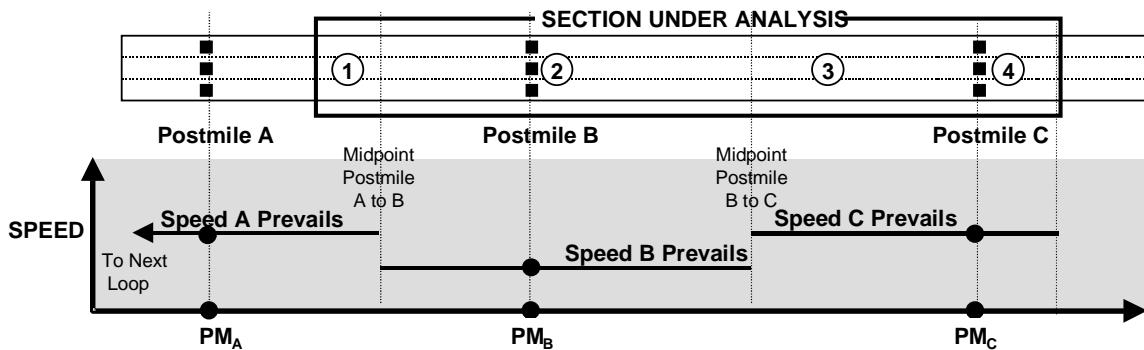 SECTION UNDER ANALYSIS
1 2 3 4
Postmile A Postmile B Postmile C
Midpoint
Postmile
A to B
Midpoint
Postmile
B to C
SPEED
Speed A Prevails
Speed B Prevails
Speed C Prevails
To Next
Loop
PMA PMB PMC